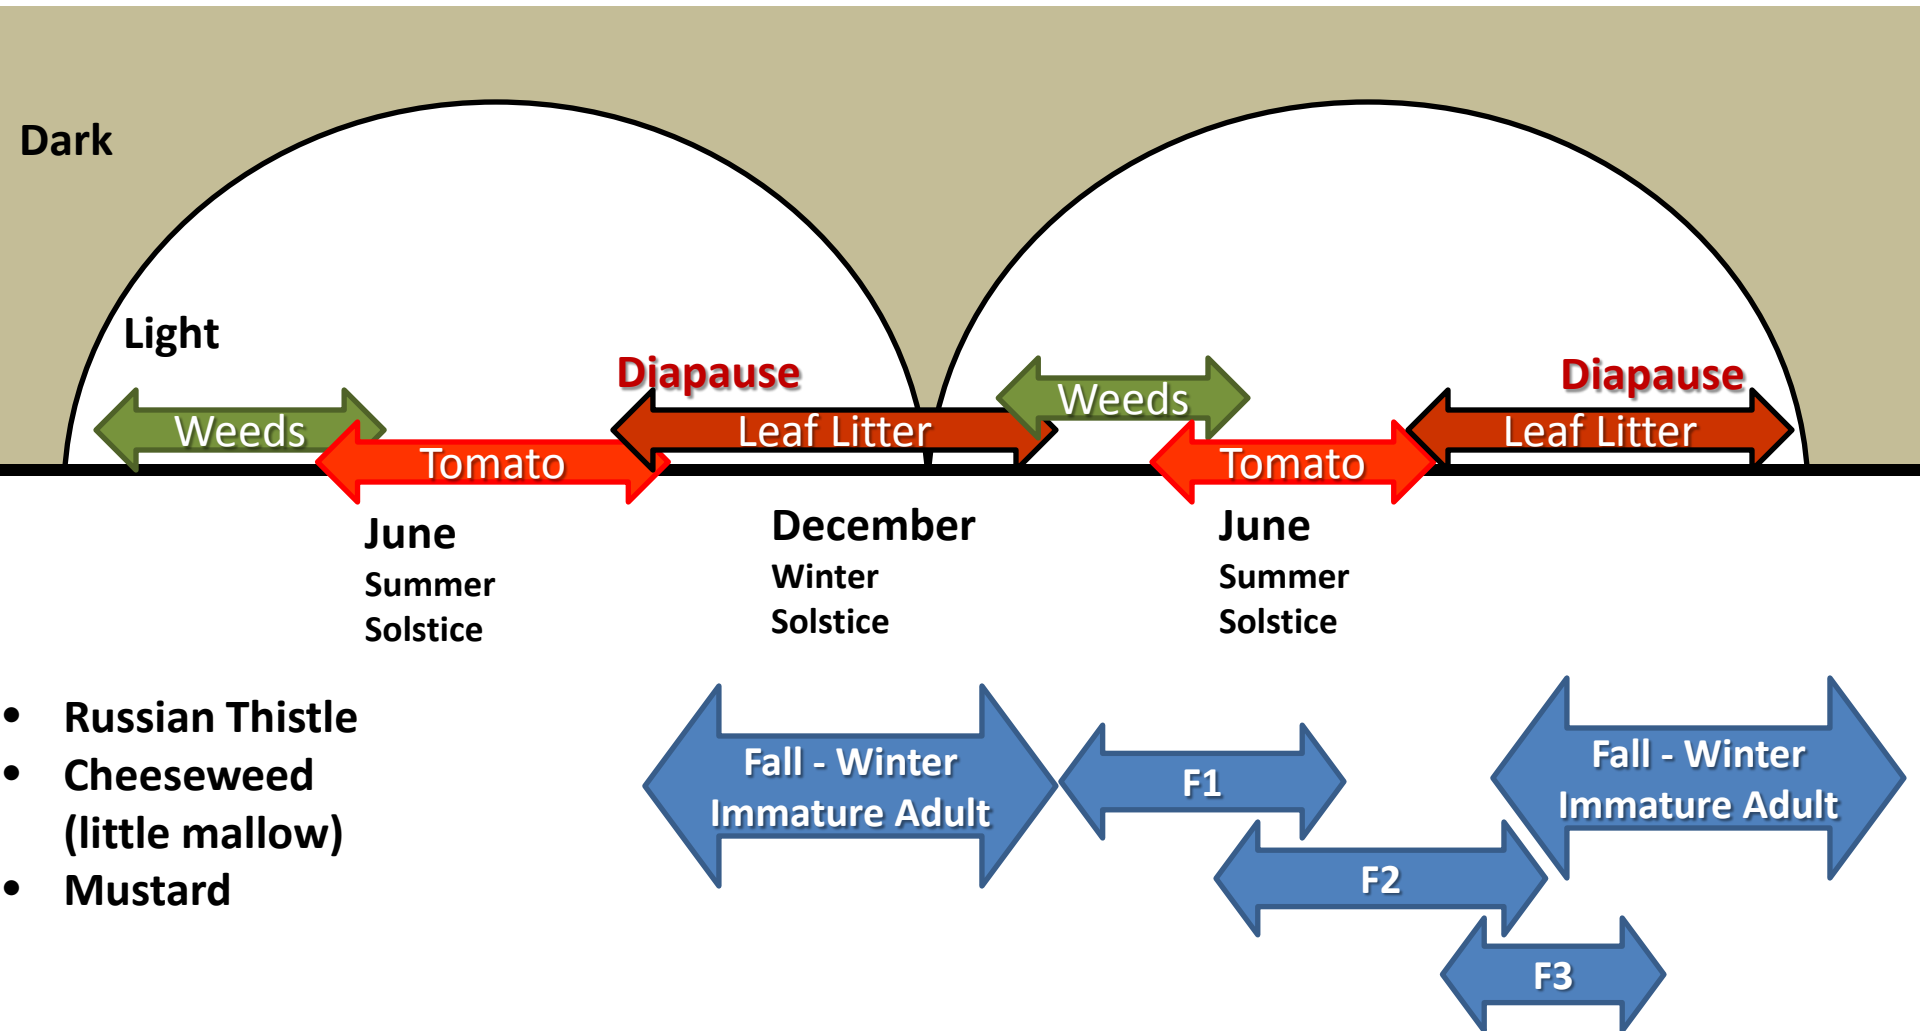 Dark
Light
Diapause
Diapause
Weeds
Weeds
Leaf Litter
Leaf Litter
Tomato
Tomato
June
Summer
Solstice
December
Winter
Solstice
June
Summer
Solstice
• Russian Thistle
• Cheeseweed
(little mallow)
• Mustard
Fall - Winter
Immature Adult
F1
F2
F3
Fall - Winter
Immature Adult